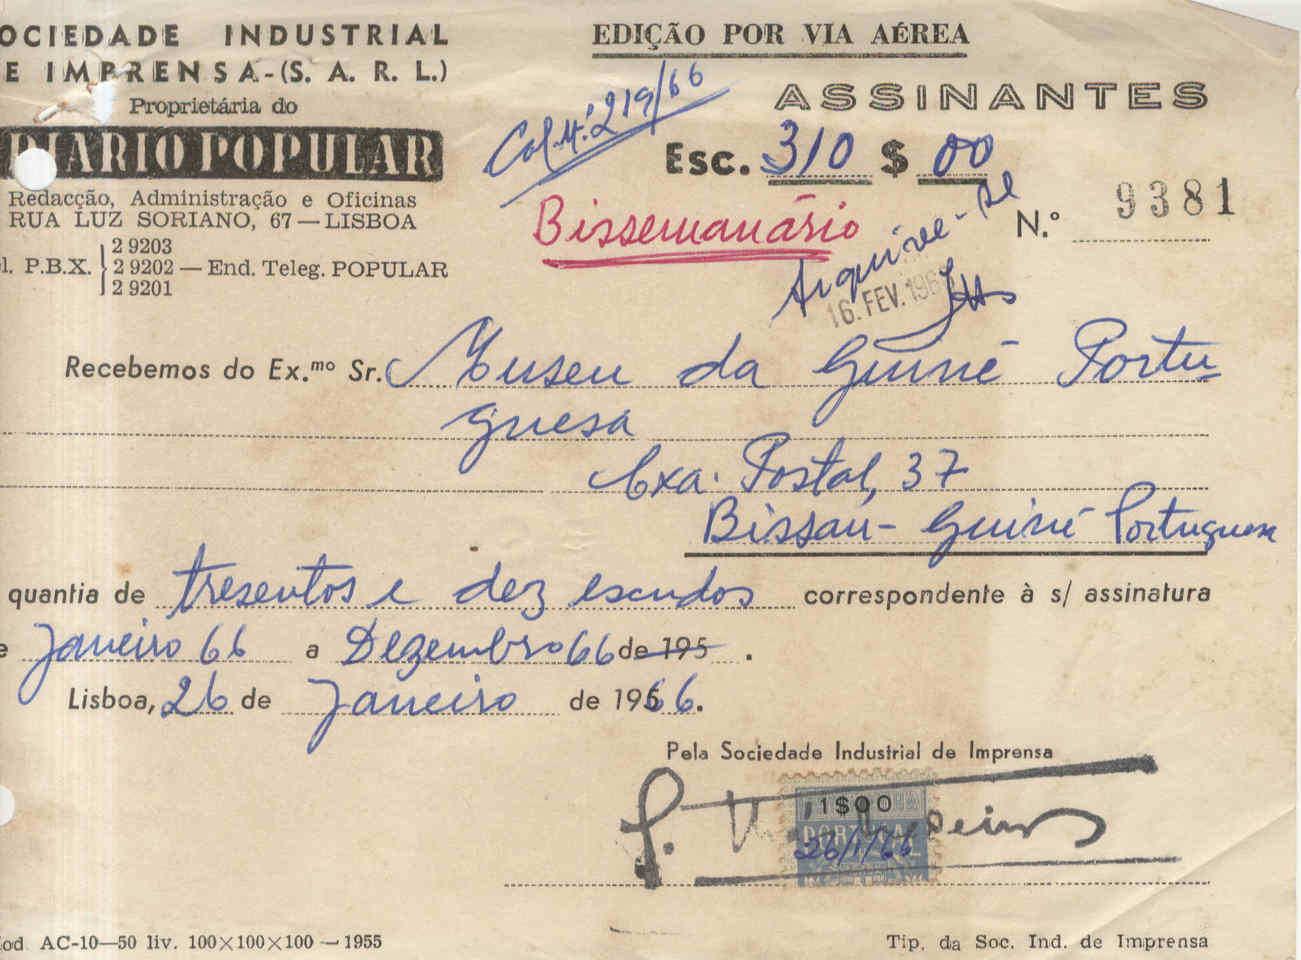 OCIEDADE INDUSTRIAL
E IMPRENSA-(S. A. R. L.)
Proprietária do
DIARIO POPULAR
Redacção, Administração e Oficinas
RUA LUZ SORIANO, 67 — LISBOA
l. P.B.X. 2 9203
2 9202 — End. Teleg. POPULAR
2 9201
EDIÇÃO POR VIA AÉREA
ASSINANTES
219/66
Esc. 310 $ 00
Bissemanário
Arquive-se
N.º 9381
16. FEV. 196
Recebemos do Ex.mo Sr. Museu da Guiné Portu
guesa
Cxa. Postal, 37
Bissau - Guiné Portuguesa
quantia de tresentos e dez escudos correspondente à s/ assinatura
e Janeiro 66 a Dezembro 66 de 195 .
Lisboa, 26 de Janeiro de 1966.
Pela Sociedade Industrial de Imprensa
1$00
PORTUGAL
26/1/66
od. AC-10—50 liv. 100×100×100 — 1955
Tip. da Soc. Ind. de Imprensa